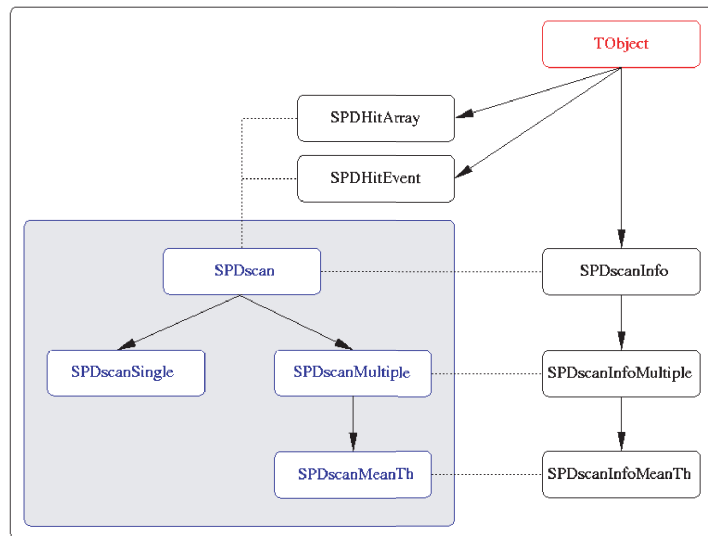 TObject
SPDHitArray
SPDHitEvent
SPDscan
SPDscanInfo
SPDscanSingle
SPDscanMultiple
SPDscanInfoMultiple
SPDscanMeanTh
SPDscanInfoMeanTh